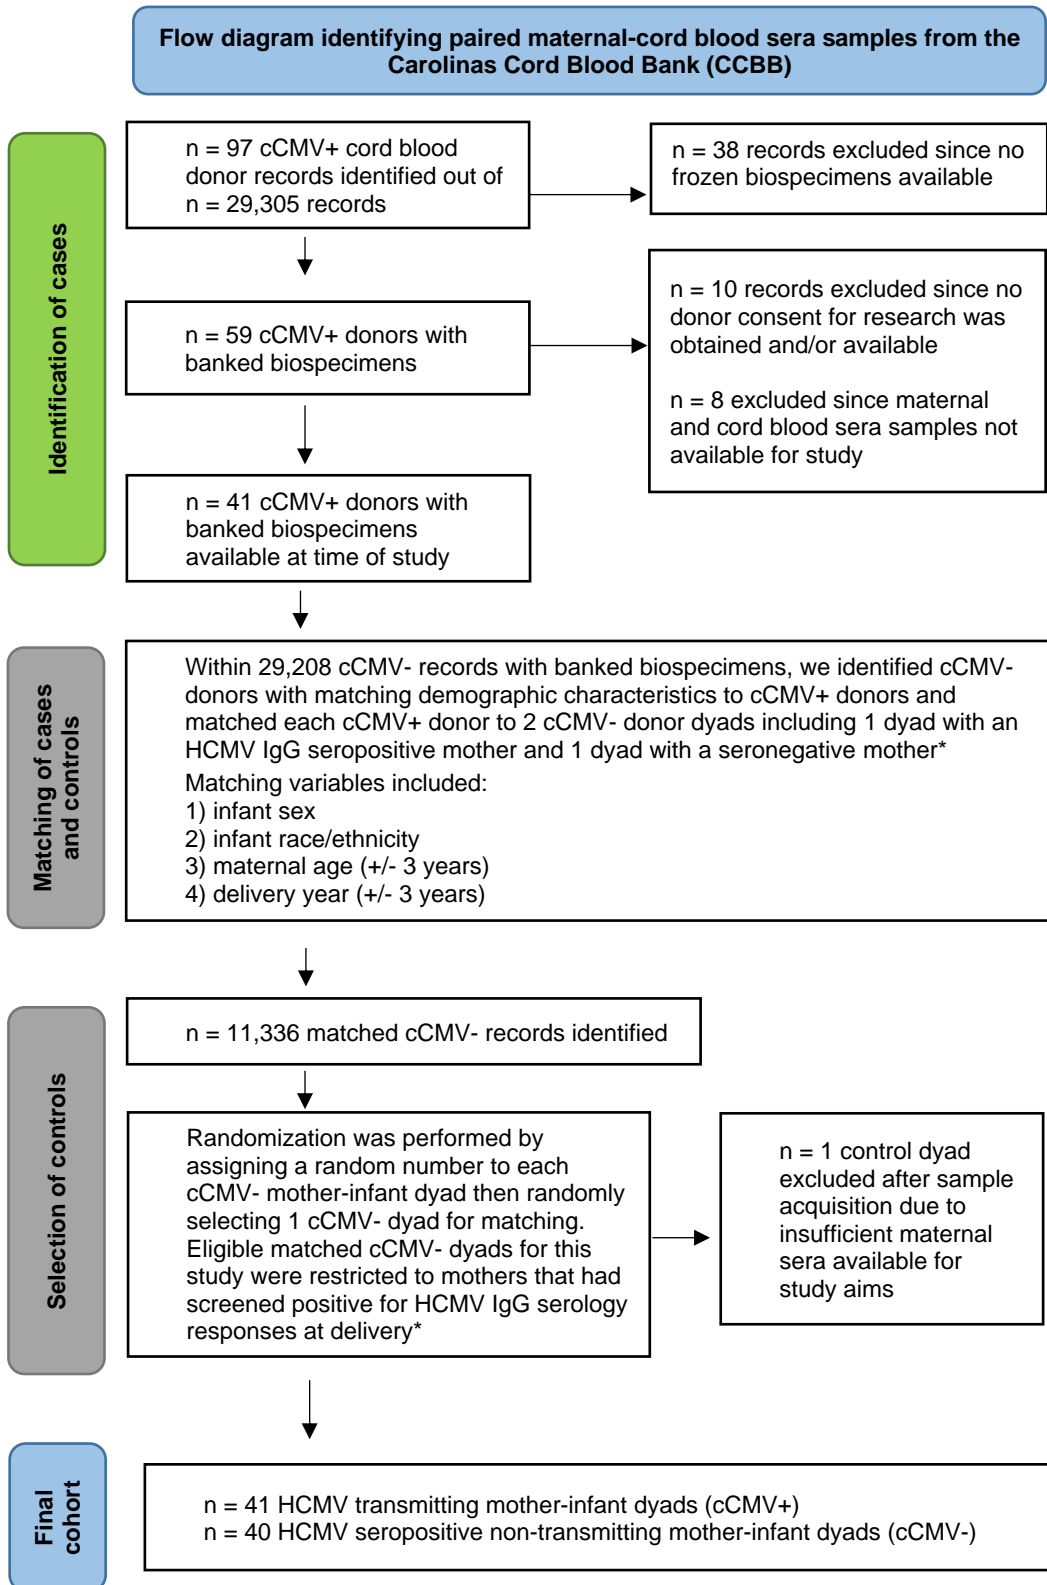 Flow diagram identifying paired maternal-cord blood sera samples from the
Carolinas Cord Blood Bank (CCBB)
Identification of cases
n = 97 cCMV+ cord blood
donor records identified out of
n = 29,305 records
n = 38 records excluded since no
frozen biospecimens available
n = 59 cCMV+ donors with
banked biospecimens
n = 10 records excluded since no
donor consent for research was
obtained and/or available
n = 8 excluded since maternal
and cord blood sera samples not
available for study
n = 41 cCMV+ donors with
banked biospecimens
available at time of study
Matching of cases
and controls
Within 29,208 cCMV- records with banked biospecimens, we identified cCMV-
donors with matching demographic characteristics to cCMV+ donors and
matched each cCMV+ donor to 2 cCMV- donor dyads including 1 dyad with an
HCMV IgG seropositive mother and 1 dyad with a seronegative mother*
Matching variables included:
1) infant sex
2) infant race/ethnicity
3) maternal age (+/- 3 years)
4) delivery year (+/- 3 years)
Selection of controls
n = 11,336 matched cCMV- records identified
Randomization was performed by
assigning a random number to each
cCMV- mother-infant dyad then randomly
selecting 1 cCMV- dyad for matching.
Eligible matched cCMV- dyads for this
study were restricted to mothers that had
screened positive for HCMV IgG serology
responses at delivery*
n = 1 control dyad
excluded after sample
acquisition due to
insufficient maternal
sera available for
study aims
Final
cohort
n = 41 HCMV transmitting mother-infant dyads (cCMV+)
n = 40 HCMV seropositive non-transmitting mother-infant dyads (cCMV-)